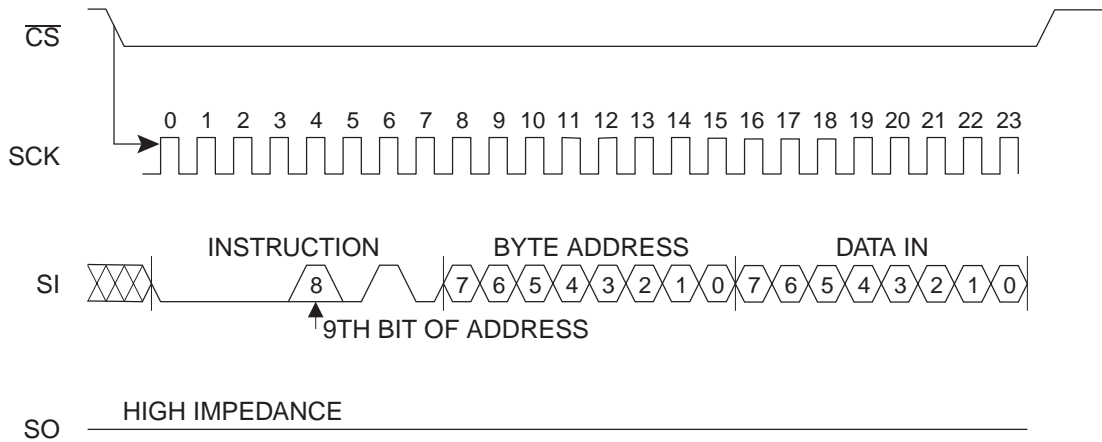 CS
0 1 2 3 4 5 6 7 8 9 10 11 12 13 14 15 16 17 18 19 20 21 22 23
SCK
INSTRUCTION BYTE ADDRESS DATA IN
SI 8 7 6 5 4 3 2 1 0 7 6 5 4 3 2 1 0
9TH BIT OF ADDRESS
HIGH IMPEDANCE
SO